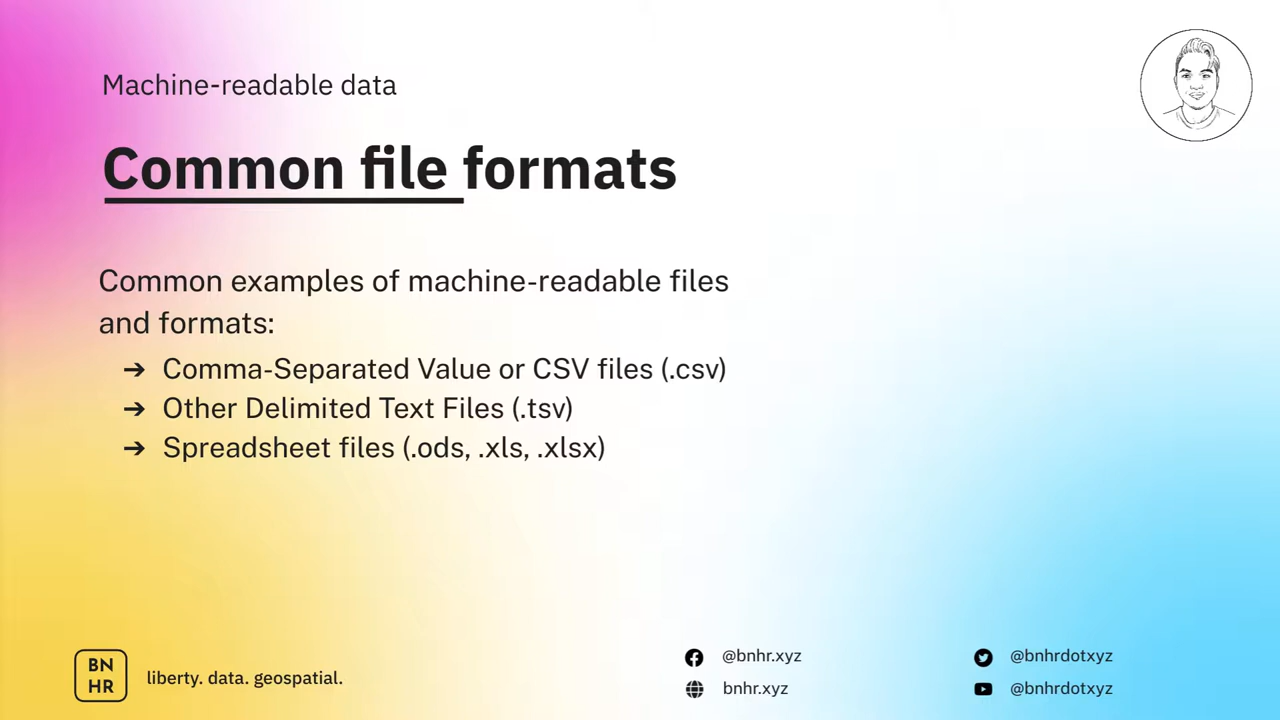 Machine-readable data
Common file formats
Common examples of machine-readable files
and formats:
➔ Comma-Separated Value or CSV files (.csv)
➔ Other Delimited Text Files (.tsv)
➔ Spreadsheet files (.ods, .xls, .xlsx)
BN
HR
liberty. data. geospatial.
@bnhr.xyz
bnhr.xyz
@bnhrdotxyz
@bnhrdotxyz